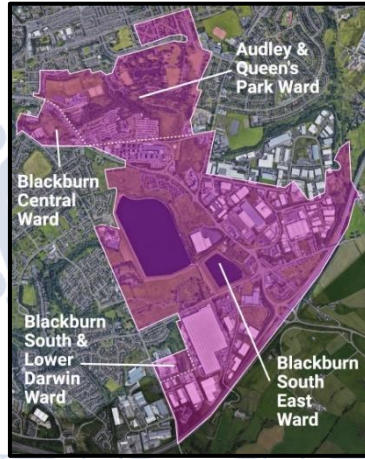 Audley &
Queen's
Park Ward
Blackburn
Central
Ward
Blackburn
South &
Lower
Darwin
Ward
Blackburn
South
East
Ward